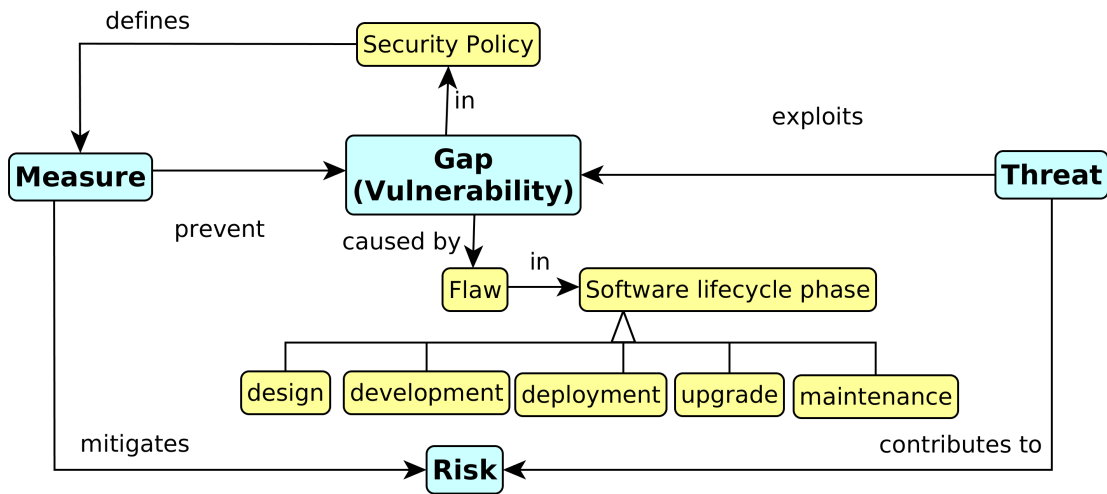 defines
Security Policy
in
exploits
Measure
Gap
(Vulnerability)
Threat
prevent
caused by
in
Flaw
Software lifecycle phase
design
development
deployment
upgrade
maintenance
mitigates
contributes to
Risk